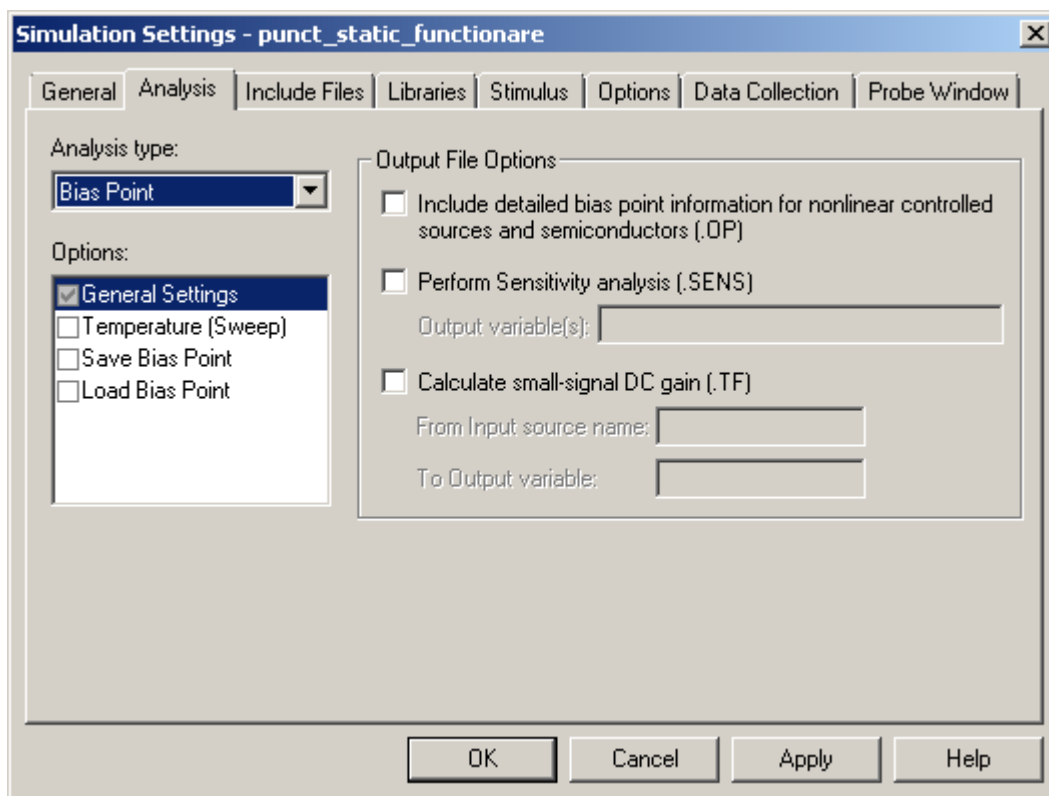 Simulation Settings - punct_static_functionare
General Analysis Include Files Libraries Stimulus Options Data Collection Probe Window
Analysis type:
Bias Point
Options:
General Settings
Temperature (Sweep)
Save Bias Point
Load Bias Point
Output File Options
Include detailed bias point information for nonlinear controlled
sources and semiconductors (.OP)
Perform Sensitivity analysis (.SENS)
Output variable(s):
Calculate small-signal DC gain (.TF)
From Input source name:
To Output variable:
OK Cancel Apply Help